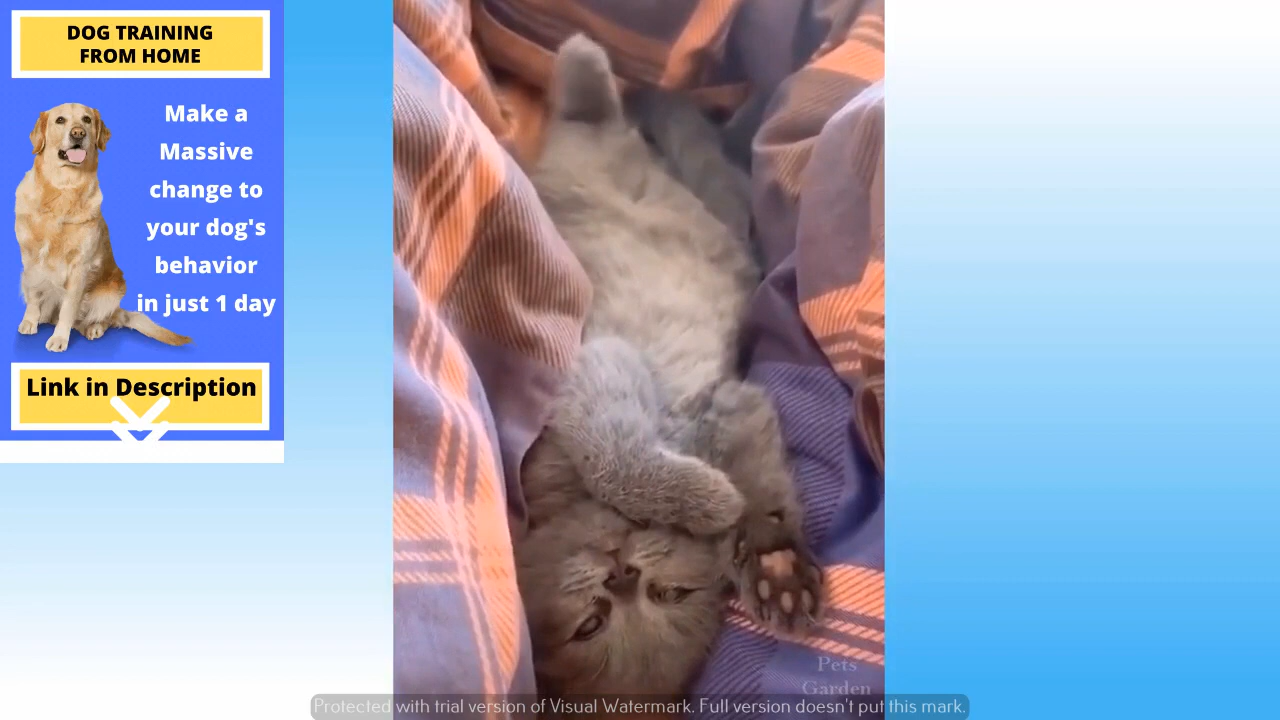 DOG TRAINING
FROM HOME
Make a
Massive
change to
your dog's
behavior
in just 1 day
Link in Description
Pets
Garden
Protected with trial version of Visual Watermark. Full version doesn't put this mark.